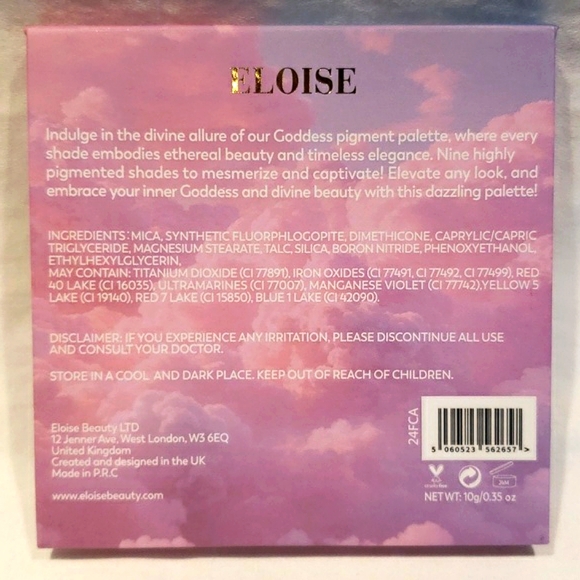 ELOISE
Indulge in the divine allure of our Goddess pigment palette, where every
shade embodies ethereal beauty and timeless elegance. Nine highly
pigmented shades to mesmerize and captivate! Elevate any look, and
embrace your inner Goddess and divine beauty with this dazzling palette!
INGREDIENTS: MICA, SYNTHETIC FLUORPHLOGOPITE, DIMETHICONE, CAPRYLIC/CAPRIC
TRIGLYCERIDE, MAGNESIUM STEARATE, TALC, SILICA, BORON NITRIDE, PHENOXYETHANOL,
ETHYLHEXYLGLYCERIN,
MAY CONTAIN: TITANIUM DIOXIDE (CI 77891), IRON OXIDES (CI 77491, CI 77492, CI 77499), RED
40 LAKE (CI 16035), ULTRAMARINES (CI 77007), MANGANESE VIOLET (CI 77742),YELLOW 5
LAKE (CI 19140), RED 7 LAKE (CI 15850), BLUE 1 LAKE (CI 42090).
DISCLAIMER: IF YOU EXPERIENCE ANY IRRITATION, PLEASE DISCONTINUE ALL USE
AND CONSULT YOUR DOCTOR.
STORE IN A COOL AND DARK PLACE. KEEP OUT OF REACH OF CHILDREN.
Eloise Beauty LTD
12 Jenner Ave, West London, W3 6EQ
United Kingdom
Created and designed in the UK
Made in P.R.C
www.eloisebeauty.com
24FCA
5 060523 562657 >
24M
NET WT: 10g/0.35 oz